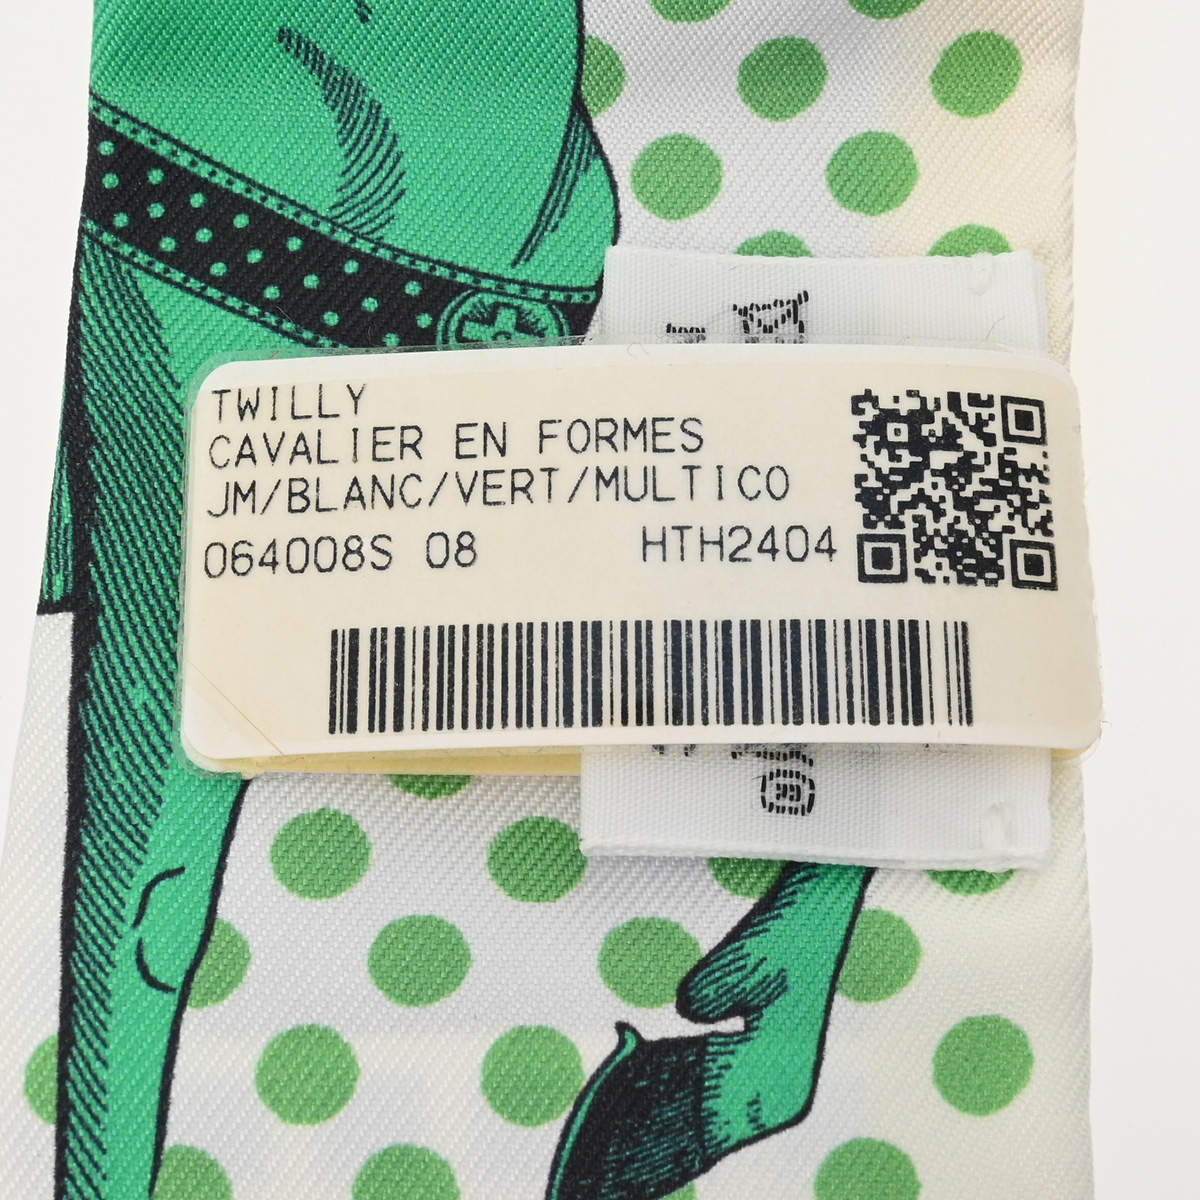 TWILLY
CAVALIER EN FORMES
JM/BLANC/VERT/MULTICO
064008S 08 HTH2404